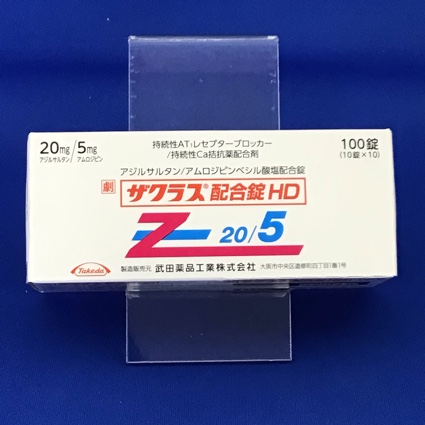 20mg/5mg
アジルサルタン/アムロジピン
持続性AT₁レセプターブロッカー
/持続性Ca拮抗薬配合剤
100錠
(10錠×10)
アジルサルタン/アムロジピンベシル酸塩配合錠
劇 ザクラス®配合錠HD
Z 20/5
Takeda
製造販売元 武田薬品工業株式会社 大阪市中央区道修町四丁目1番1号